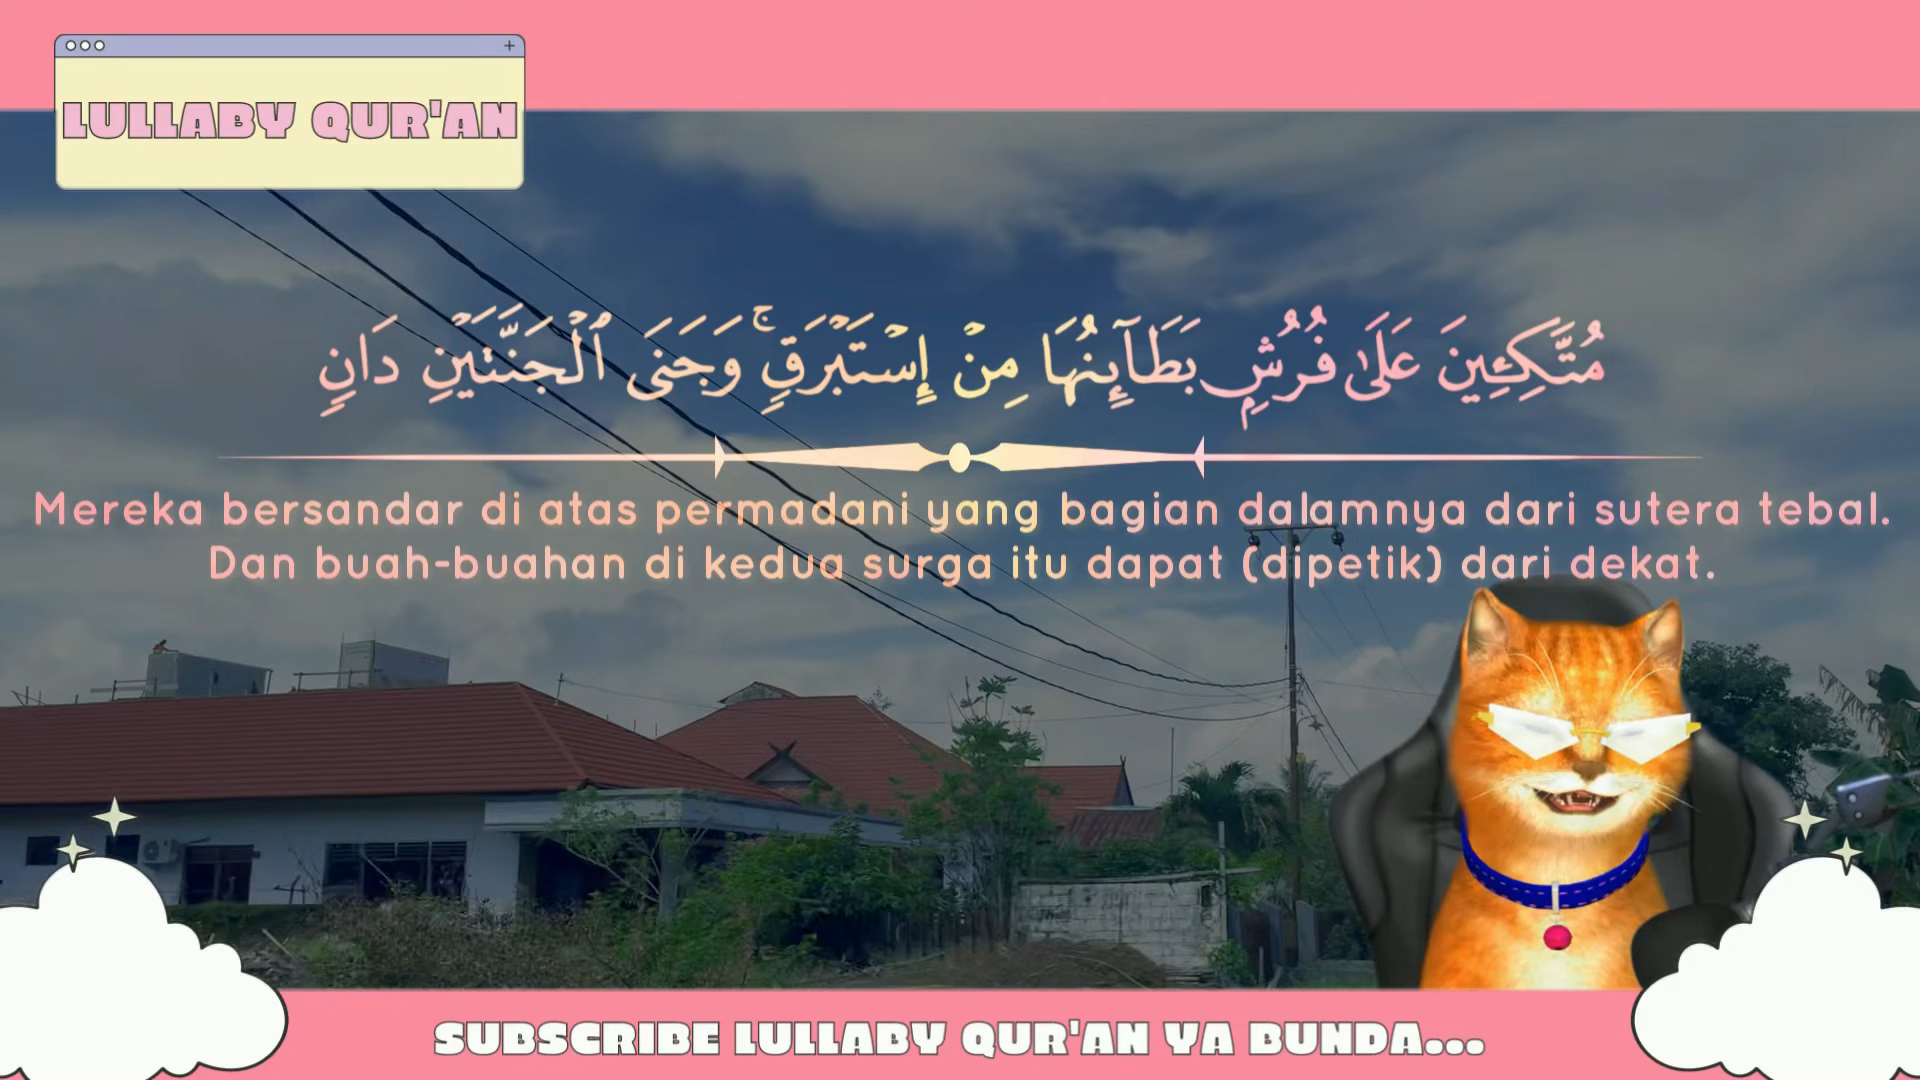 LULLABY QUR'AN
مُتَّكِـِٔينَ عَلَىٰ فُرُشٍۭ بَطَآئِنُهَا مِنْ إِسْتَبْرَقٍ ۚ وَجَنَى ٱلْجَنَّتَيْنِ دَانٍ
Mereka bersandar di atas permadani yang bagian dalamnya dari sutera tebal.
Dan buah-buahan di kedua surga itu dapat (dipetik) dari dekat.
SUBSCRIBE LULLABY QUR'AN YA BUNDA...